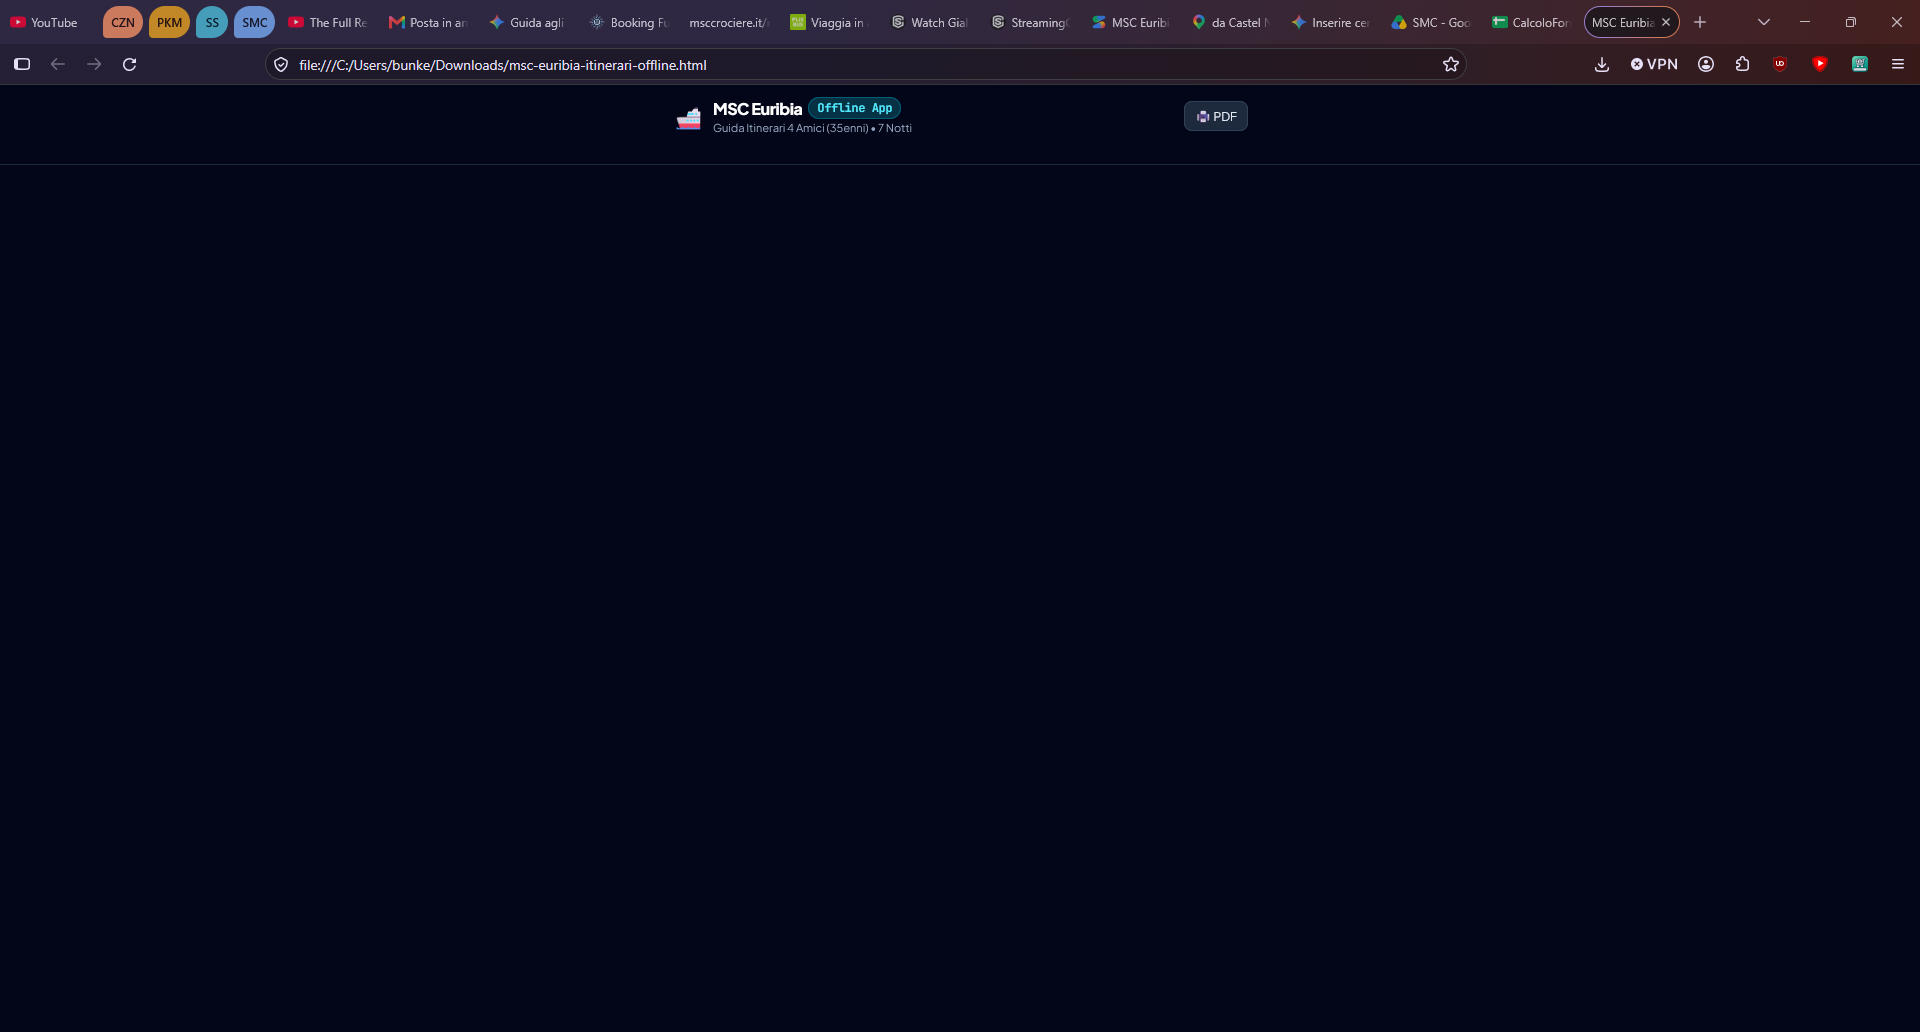 YouTube
CZN
PKM
SS
SMC
The Full Re
Posta in arr
Guida agli
Booking Fu
msccrociere.it/
Viaggia in
Watch Gial
Streaming
MSC Euribi
da Castel
Inserire cer
SMC - Goo
CalcoloFor
MSC Euribia
file:///C:/Users/bunke/Downloads/msc-euribia-itinerari-offline.html
VPN
MSC Euribia Offline App
Guida Itinerari 4 Amici (35enni) • 7 Notti
PDF